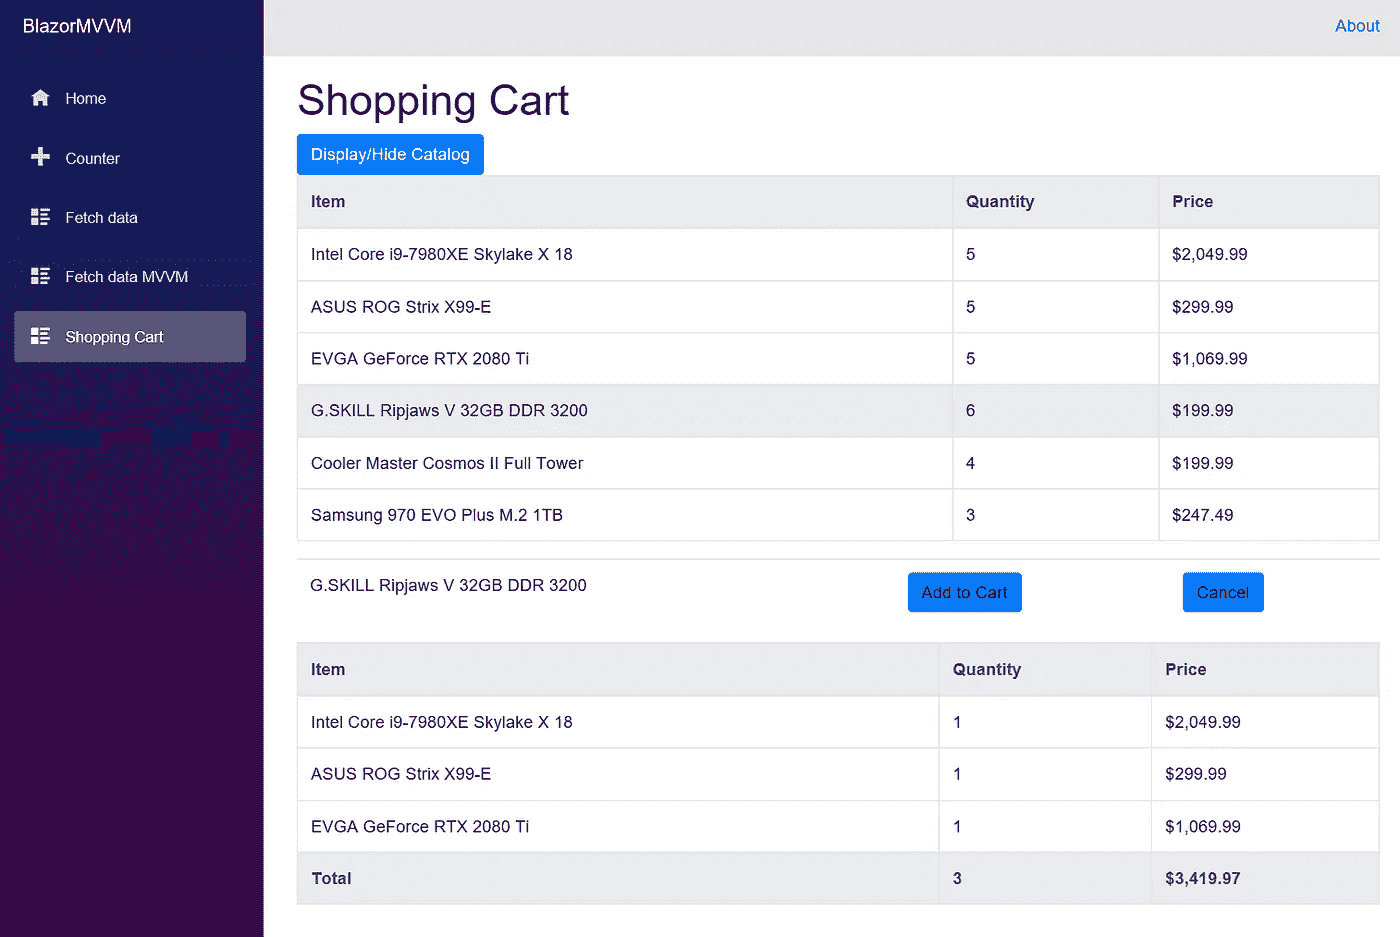 BlazorMVVM
About
Home
Counter
Fetch data
Fetch data MVVM
Shopping Cart
Shopping Cart
Display/Hide Catalog
Item Quantity Price
Intel Core i9-7980XE Skylake X 18 5 $2,049.99
ASUS ROG Strix X99-E 5 $299.99
EVGA GeForce RTX 2080 Ti 5 $1,069.99
G.SKILL Ripjaws V 32GB DDR 3200 6 $199.99
Cooler Master Cosmos II Full Tower 4 $199.99
Samsung 970 EVO Plus M.2 1TB 3 $247.49
G.SKILL Ripjaws V 32GB DDR 3200 Add to Cart Cancel
Item Quantity Price
Intel Core i9-7980XE Skylake X 18 1 $2,049.99
ASUS ROG Strix X99-E 1 $299.99
EVGA GeForce RTX 2080 Ti 1 $1,069.99
Total 3 $3,419.97